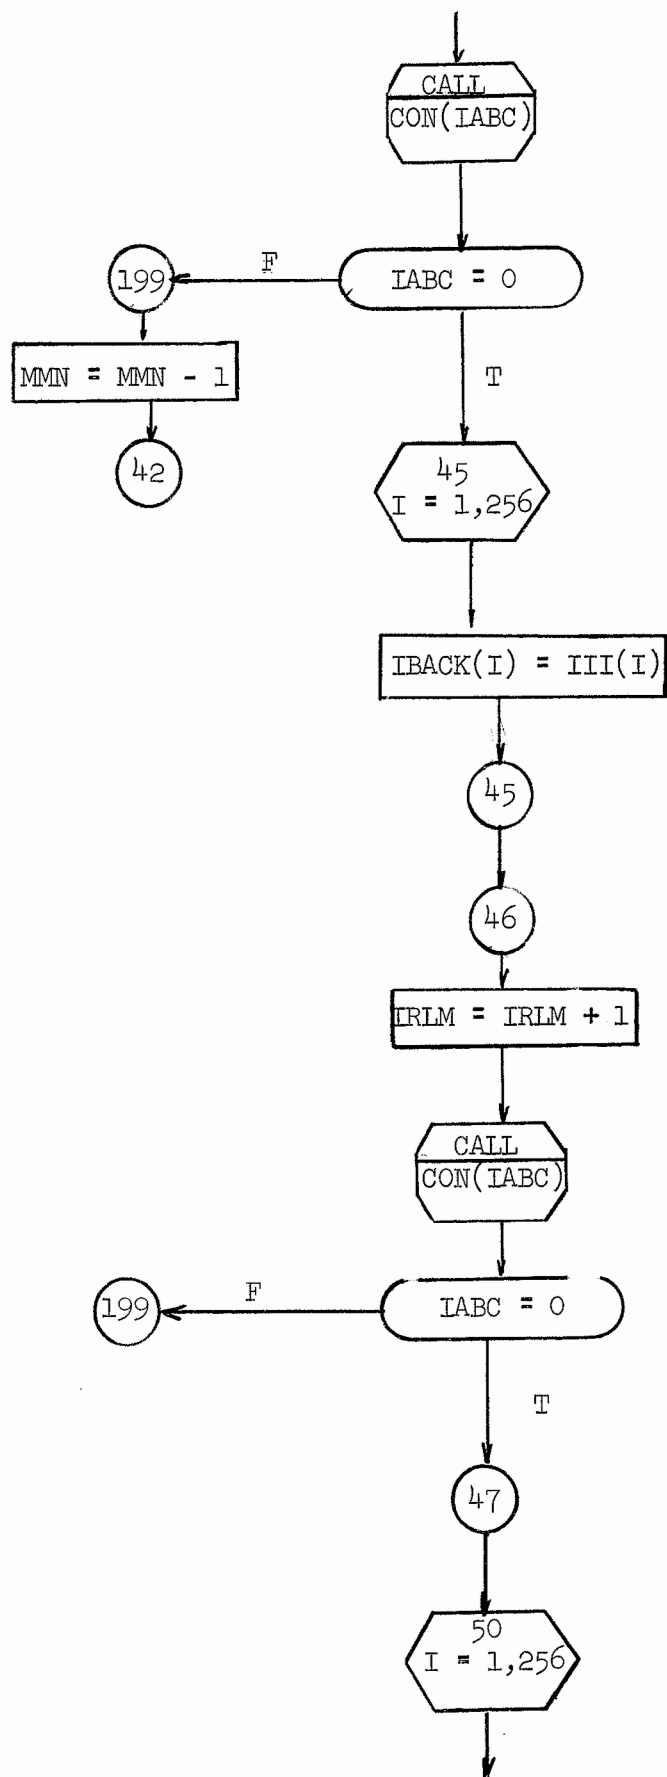 CALL
CON(IABC)
199
F
IABC = 0
MMN = MMN - 1
T
42
45
I = 1,256
IBACK(I) = III(I)
45
46
IRLM = IRLM + 1
CALL
CON(IABC)
199
F
IABC = 0
T
47
50
I = 1,256